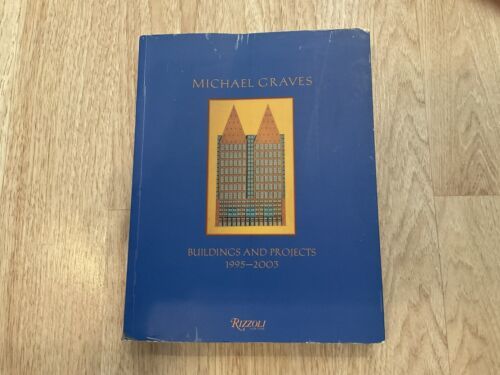 MICHAEL GRAVES
BUILDINGS AND PROJECTS
1995–2003
RIZZOLI